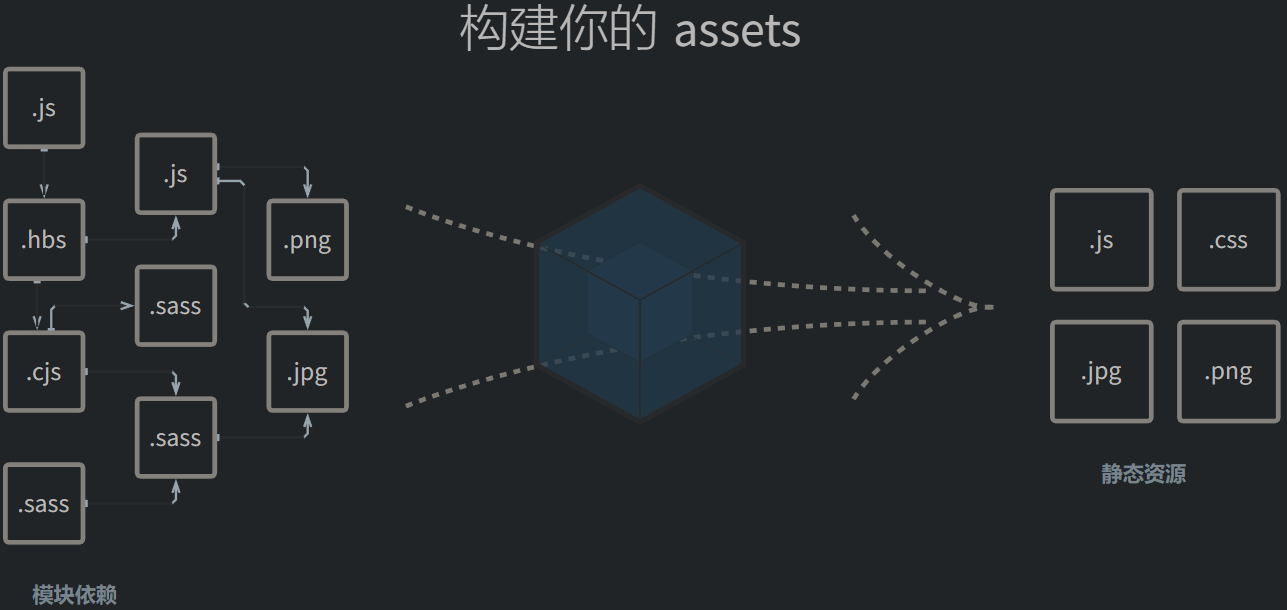 构建你的 assets
.js
.js
.hbs
.png
.sass
.cjs
.jpg
.sass
.sass
模块依赖
.js
.css
.jpg
.png
静态资源